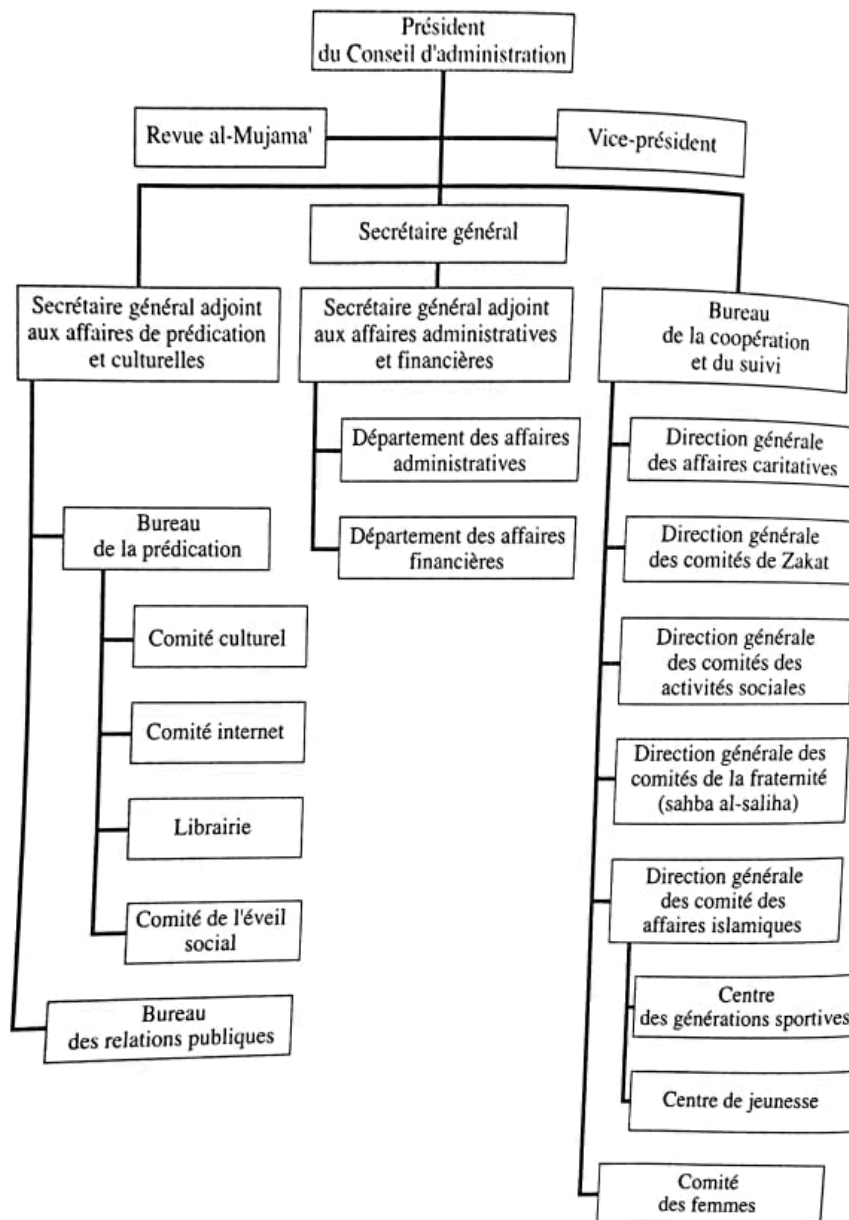 Président
du Conseil d'administration
Revue al-Mujama'
Vice-président
Secrétaire général
Secrétaire général adjoint
aux affaires de prédication
et culturelles
Secrétaire général adjoint
aux affaires administratives
et financières
Bureau
de la coopération
et du suivi
Département des affaires
administratives
Département des affaires
financières
Bureau
de la prédication
Comité culturel
Comité internet
Librairie
Comité de l'éveil
social
Bureau
des relations publiques
Direction générale
des affaires caritatives
Direction générale
des comités de Zakat
Direction générale
des comités des
activités sociales
Direction générale des
comités de la fraternité
(sahba al-saliha)
Direction générale
des comité des
affaires islamiques
Centre
des générations sportives
Centre de jeunesse
Comité
des femmes